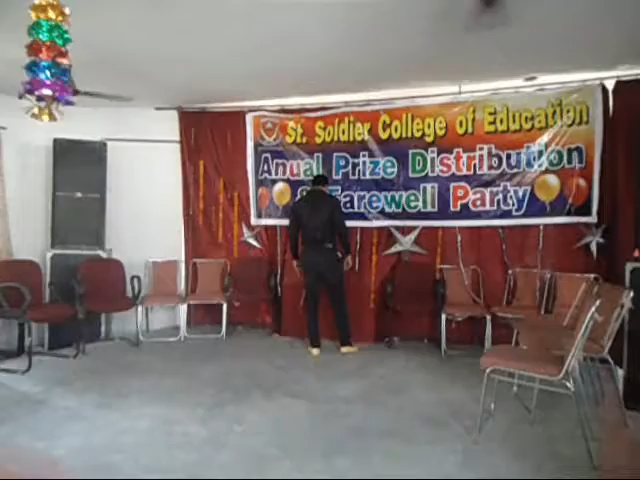 St. Soldier College of Education
Anual Prize Distribution
& Farewell Party